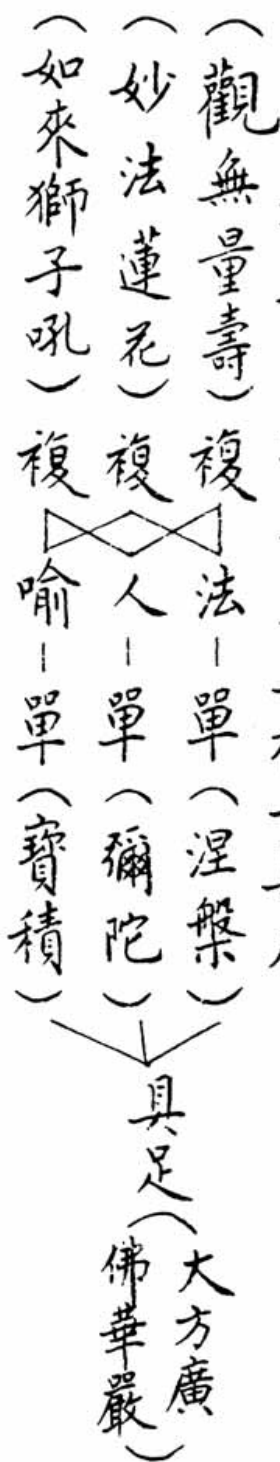 （觀無量壽）複 法－單（涅槃）
（妙法蓮花）複 人－單（彌陀）
（如來獅子吼）複 喻－單（寶積）
具足（大方廣
佛華嚴）